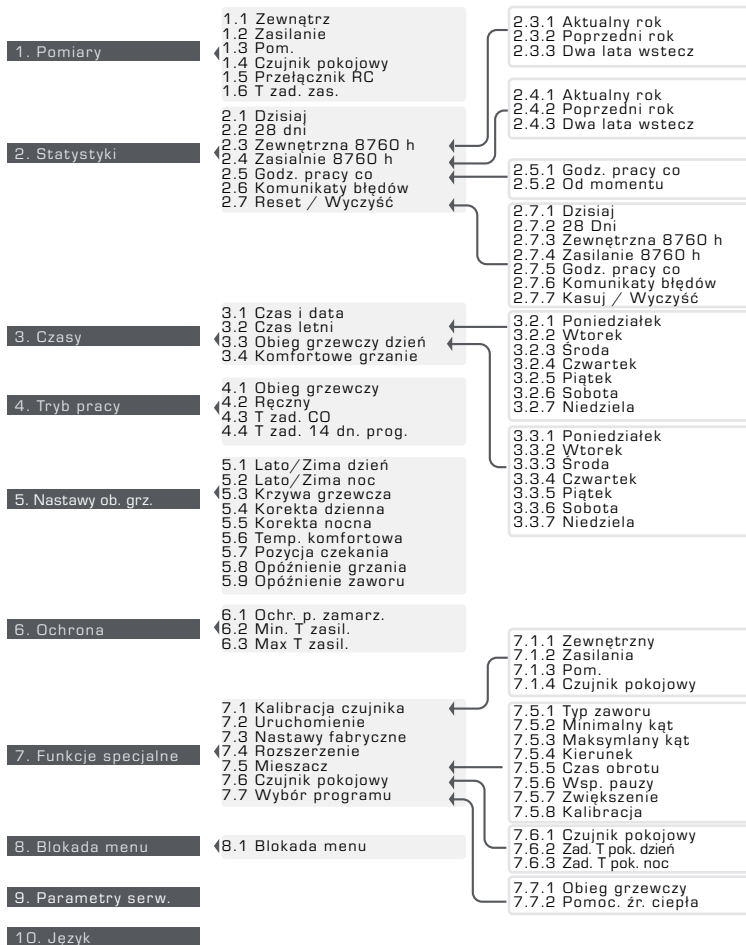 1. Pomiary
1.1 Zewnątrz
1.2 Zasilanie
1.3 Pom.
1.4 Czujnik pokojowy
1.5 Przełącznik RC
1.6 T zad. zas.
2. Statystyki
2.1 Dzisiaj
2.2 28 dni
2.3 Zewnętrzna 8760 h
2.4 Zasialnie 8760 h
2.5 Godz. pracy co
2.6 Komunikaty błędów
2.7 Reset / Wyczyść
2.3.1 Aktualny rok
2.3.2 Poprzedni rok
2.3.3 Dwa lata wstecz
2.4.1 Aktualny rok
2.4.2 Poprzedni rok
2.4.3 Dwa lata wstecz
2.5.1 Godz. pracy co
2.5.2 Od momentu
2.7.1 Dzisiaj
2.7.2 28 Dni
2.7.3 Zewnętrzna 8760 h
2.7.4 Zasilanie 8760 h
2.7.5 Godz. pracy co
2.7.6 Komunikaty błędów
2.7.7 Kasuj / Wyczyść
3. Czasy
3.1 Czas i data
3.2 Czas letni
3.3 Obieg grzewczy dzień
3.4 Komfortowe grzanie
3.2.1 Poniedziałek
3.2.2 Wtorek
3.2.3 Środa
3.2.4 Czwartek
3.2.5 Piątek
3.2.6 Sobota
3.2.7 Niedziela
3.3.1 Poniedziałek
3.3.2 Wtorek
3.3.3 Środa
3.3.4 Czwartek
3.3.5 Piątek
3.3.6 Sobota
3.3.7 Niedziela
4. Tryb pracy
4.1 Obieg grzewczy
4.2 Ręczny
4.3 T zad. CO
4.4 T zad. 14 dn. prog.
5. Nastawy ob. grz.
5.1 Lato/Zima dzień
5.2 Lato/Zima noc
5.3 Krzywa grzewcza
5.4 Korekta dzienna
5.5 Korekta nocna
5.6 Temp. komfortowa
5.7 Pozycja czekania
5.8 Opóźnienie grzania
5.9 Opóźnienie zaworu
6. Ochrona
6.1 Ochr. p. zamarz.
6.2 Min. T zasil.
6.3 Max T zasil.
7. Funkcje specjalne
7.1 Kalibracja czujnika
7.2 Uruchomienie
7.3 Nastawy fabryczne
7.4 Rozszerzenie
7.5 Mieszacz
7.6 Czujnik pokojowy
7.7 Wybór programu
7.1.1 Zewnętrzny
7.1.2 Zasilania
7.1.3 Pom.
7.1.4 Czujnik pokojowy
7.5.1 Typ zaworu
7.5.2 Minimalny kąt
7.5.3 Maksymlany kąt
7.5.4 Kierunek
7.5.5 Czas obrotu
7.5.6 Wsp. pauzy
7.5.7 Zwiększenie
7.5.8 Kalibracja
7.6.1 Czujnik pokojowy
7.6.2 Zad. T pok. dzień
7.6.3 Zad. T pok. noc
7.7.1 Obieg grzewczy
7.7.2 Pomoc. źr. ciepła
8. Blokada menu
8.1 Blokada menu
9. Parametry serw.
10. Język